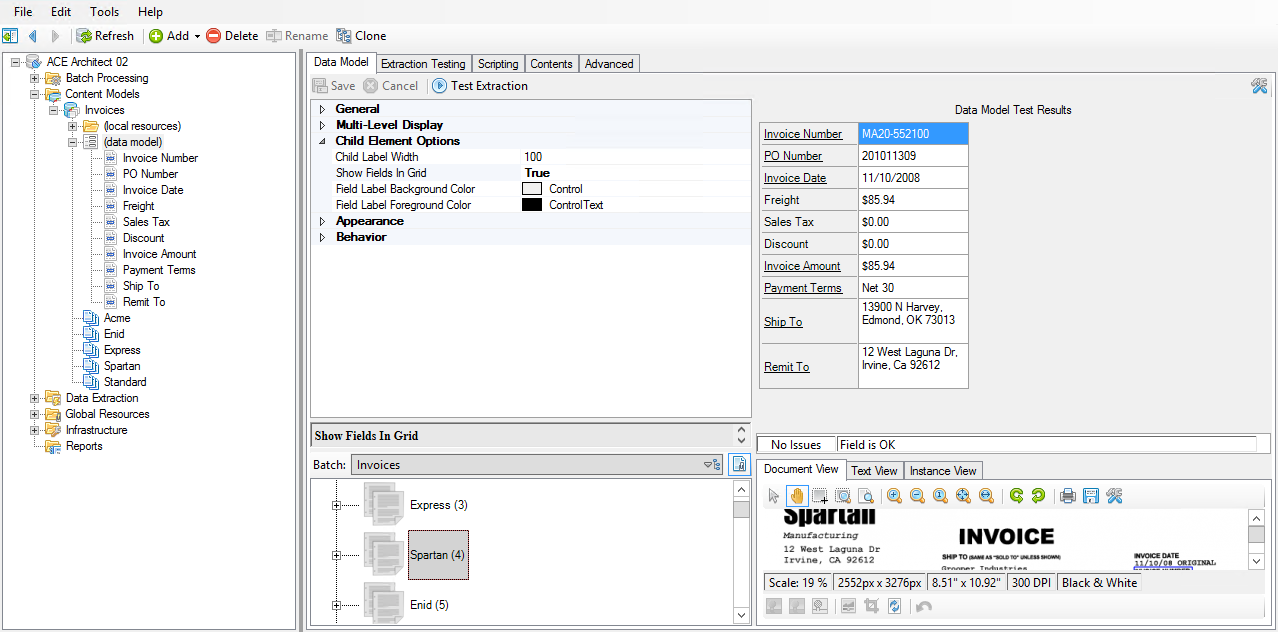 File Edit Tools Help
Refresh Add Delete Rename Clone
ACE Architect 02
Batch Processing
Content Models
Invoices
(local resources)
(data model)
Invoice Number
PO Number
Invoice Date
Freight
Sales Tax
Discount
Invoice Amount
Payment Terms
Ship To
Remit To
Acme
Enid
Express
Spartan
Standard
Data Extraction
Global Resources
Infrastructure
Reports
Data Model Extraction Testing Scripting Contents Advanced
Save Cancel Test Extraction
General
Multi-Level Display
Child Element Options
Child Label Width 100
Show Fields In Grid True
Field Label Background Color Control
Field Label Foreground Color ControlText
Appearance
Behavior
Show Fields In Grid
Batch: Invoices
Express (3)
Spartan (4)
Enid (5)
Data Model Test Results
Invoice Number MA20-552100
PO Number 201011309
Invoice Date 11/10/2008
Freight $85.94
Sales Tax $0.00
Discount $0.00
Invoice Amount $85.94
Payment Terms Net 30
Ship To 13900 N Harvey,
Edmond, OK 73013
Remit To 12 West Laguna Dr,
Irvine, Ca 92612
No Issues Field is OK
Document View Text View Instance View
Spartan
Manufacturing
12 West Laguna Dr
Irvine, CA 92612
INVOICE
SHIP TO (SAME AS "SOLD TO" UNLESS SHOWN)
Groomer Industries
INVOICE DATE
11/10/08 ORIGINAL
INVOICE NUMBER
Scale: 19 % 2552px x 3276px 8.51" x 10.92" 300 DPI Black & White